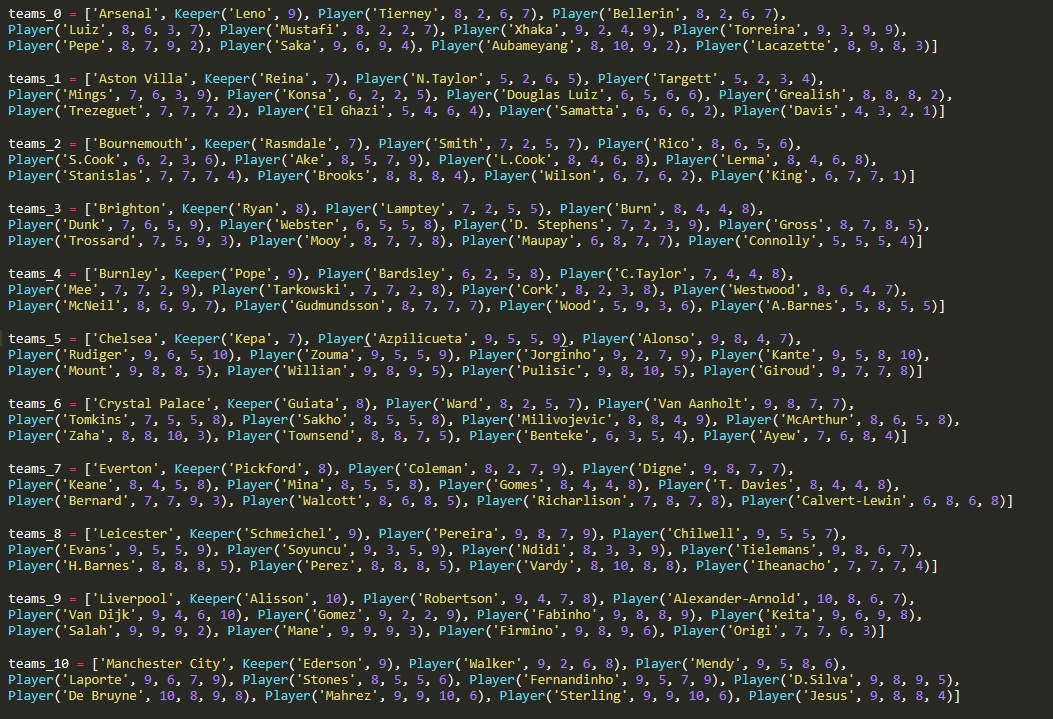 teams_0 = ['Arsenal', Keeper('Leno', 9), Player('Tierney', 8, 2, 6, 7), Player('Bellerin', 8, 2, 6, 7),
Player('Luiz', 8, 6, 3, 7), Player('Mustafi', 8, 2, 2, 7), Player('Xhaka', 9, 2, 4, 9), Player('Torreira', 9, 3, 9, 9),
Player('Pepe', 8, 7, 9, 2), Player('Saka', 9, 6, 9, 4), Player('Aubameyang', 8, 10, 9, 2), Player('Lacazette', 8, 9, 8, 3)]
teams_1 = ['Aston Villa', Keeper('Reina', 7), Player('N.Taylor', 5, 2, 6, 5), Player('Targett', 5, 2, 3, 4),
Player('Mings', 7, 6, 3, 9), Player('Konsa', 6, 2, 2, 5), Player('Douglas Luiz', 6, 5, 6, 6), Player('Grealish', 8, 8, 8, 2),
Player('Trezeguet', 7, 7, 7, 2), Player('El Ghazi', 5, 4, 6, 4), Player('Samatta', 6, 6, 6, 2), Player('Davis', 4, 3, 2, 1)]
teams_2 = ['Bournemouth', Keeper('Rasmdale', 7), Player('Smith', 7, 2, 5, 7), Player('Rico', 8, 6, 5, 6),
Player('S.Cook', 6, 2, 3, 6), Player('Ake', 8, 5, 7, 9), Player('L.Cook', 8, 4, 6, 8), Player('Lerma', 8, 4, 6, 8),
Player('Stanislas', 7, 7, 7, 4), Player('Brooks', 8, 8, 8, 4), Player('Wilson', 6, 7, 6, 2), Player('King', 6, 7, 7, 1)]
teams_3 = ['Brighton', Keeper('Ryan', 8), Player('Lamptey', 7, 2, 5, 5), Player('Burn', 8, 4, 4, 8),
Player('Dunk', 7, 6, 5, 9), Player('Webster', 6, 5, 5, 8), Player('D. Stephens', 7, 2, 3, 9), Player('Gross', 8, 7, 8, 5),
Player('Trossard', 7, 5, 9, 3), Player('Mooy', 8, 7, 7, 8), Player('Maupay', 6, 8, 7, 7), Player('Connolly', 5, 5, 5, 4)]
teams_4 = ['Burnley', Keeper('Pope', 9), Player('Bardsley', 6, 2, 5, 8), Player('C.Taylor', 7, 4, 4, 8),
Player('Mee', 7, 7, 2, 9), Player('Tarkowski', 7, 7, 2, 8), Player('Cork', 8, 2, 3, 8), Player('Westwood', 8, 6, 4, 7),
Player('McNeil', 8, 6, 9, 7), Player('Gudmundsson', 8, 7, 7, 7), Player('Wood', 5, 9, 3, 6), Player('A.Barnes', 5, 8, 5, 5)]
teams_5 = ['Chelsea', Keeper('Kepa', 7), Player('Azpilicueta', 9, 5, 5, 9), Player('Alonso', 9, 8, 4, 7),
Player('Rudiger', 9, 6, 5, 10), Player('Zouma', 9, 5, 5, 9), Player('Jorginho', 9, 2, 7, 9), Player('Kante', 9, 5, 8, 10),
Player('Mount', 9, 8, 8, 5), Player('Willian', 9, 8, 9, 5), Player('Pulisic', 9, 8, 10, 5), Player('Giroud', 9, 7, 7, 8)]
teams_6 = ['Crystal Palace', Keeper('Guiata', 8), Player('Ward', 8, 2, 5, 7), Player('Van Aanholt', 9, 8, 7, 7),
Player('Tomkins', 7, 5, 5, 8), Player('Sakho', 8, 5, 5, 8), Player('Milivojevic', 8, 8, 4, 9), Player('McArthur', 8, 6, 5, 8),
Player('Zaha', 8, 8, 10, 3), Player('Townsend', 8, 8, 7, 5), Player('Benteke', 6, 3, 5, 4), Player('Ayew', 7, 6, 8, 4)]
teams_7 = ['Everton', Keeper('Pickford', 8), Player('Coleman', 8, 2, 7, 9), Player('Digne', 9, 8, 7, 7),
Player('Keane', 8, 4, 5, 8), Player('Mina', 8, 5, 5, 8), Player('Gomes', 8, 4, 4, 8), Player('T. Davies', 8, 4, 4, 8),
Player('Bernard', 7, 7, 9, 3), Player('Walcott', 8, 6, 8, 5), Player('Richarlison', 7, 8, 7, 8), Player('Calvert-Lewin', 6, 8, 6, 8)]
teams_8 = ['Leicester', Keeper('Schmeichel', 9), Player('Pereira', 9, 8, 7, 9), Player('Chilwell', 9, 5, 5, 7),
Player('Evans', 9, 5, 5, 9), Player('Soyuncu', 9, 3, 5, 9), Player('Ndidi', 8, 3, 3, 9), Player('Tielemans', 9, 8, 6, 7),
Player('H.Barnes', 8, 8, 8, 5), Player('Perez', 8, 8, 8, 5), Player('Vardy', 8, 10, 8, 8), Player('Iheanacho', 7, 7, 7, 4)]
teams_9 = ['Liverpool', Keeper('Alisson', 10), Player('Robertson', 9, 4, 7, 8), Player('Alexander-Arnold', 10, 8, 6, 7),
Player('Van Dijk', 9, 4, 6, 10), Player('Gomez', 9, 2, 2, 9), Player('Fabinho', 9, 8, 8, 9), Player('Keita', 9, 6, 9, 8),
Player('Salah', 9, 9, 9, 2), Player('Mane', 9, 9, 9, 3), Player('Firmino', 9, 8, 9, 6), Player('Origi', 7, 7, 6, 3)]
teams_10 = ['Manchester City', Keeper('Ederson', 9), Player('Walker', 9, 2, 6, 8), Player('Mendy', 9, 5, 8, 6),
Player('Laporte', 9, 6, 7, 9), Player('Stones', 8, 5, 5, 6), Player('Fernandinho', 9, 5, 7, 9), Player('D.Silva', 9, 8, 9, 5),
Player('De Bruyne', 10, 8, 9, 8), Player('Mahrez', 9, 9, 10, 6), Player('Sterling', 9, 9, 10, 6), Player('Jesus', 9, 8, 8, 4)]